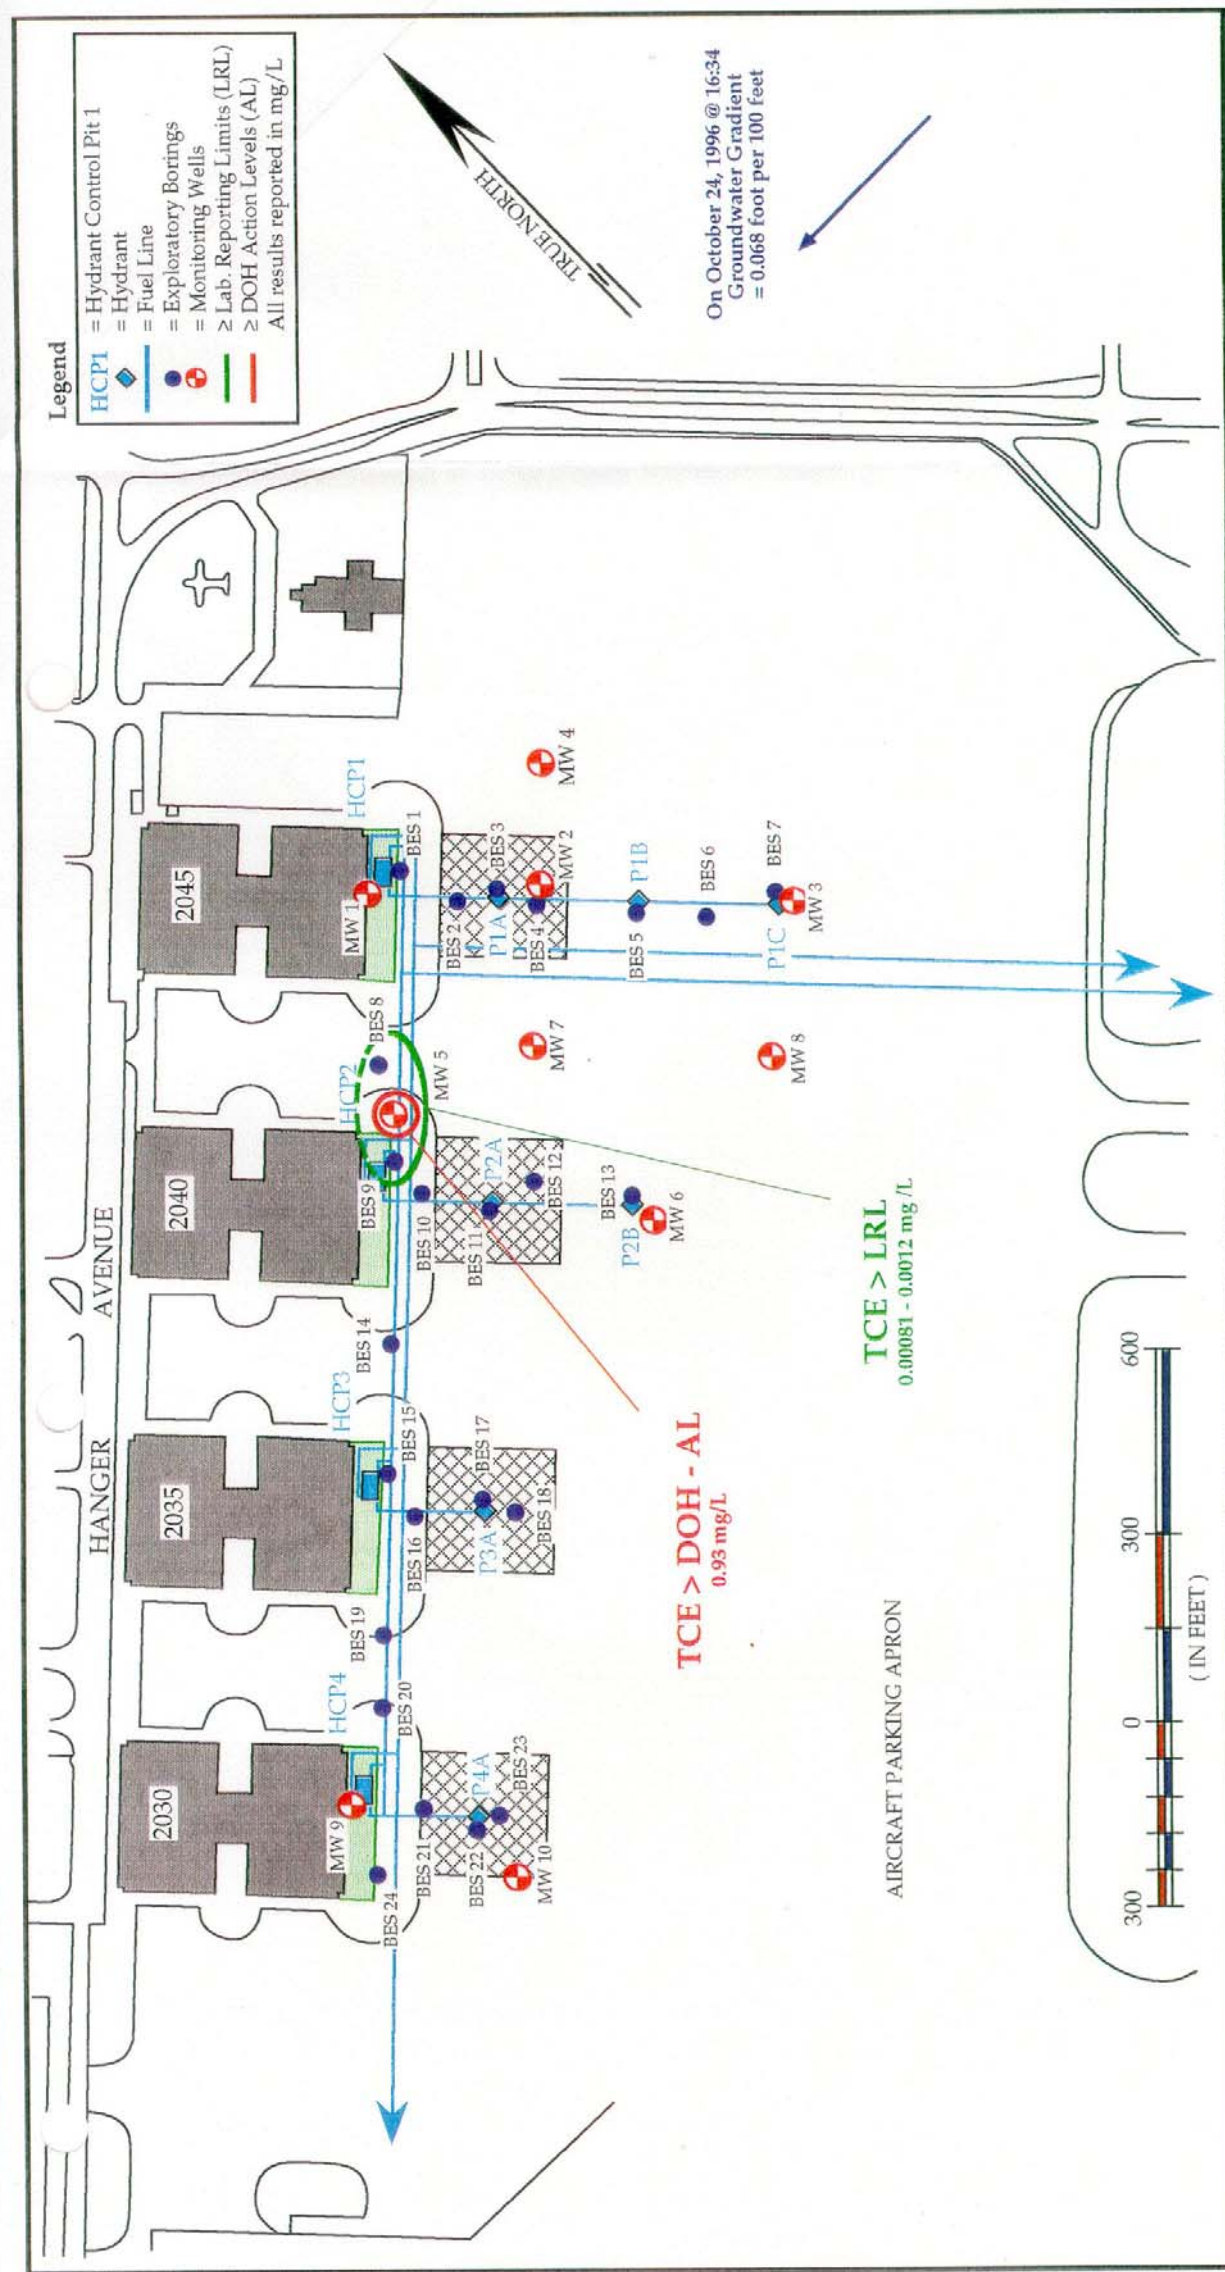 Legend
HCP1 = Hydrant Control Pit 1
= Hydrant
= Fuel Line
= Exploratory Borings
= Monitoring Wells
≥ Lab. Reporting Limits (LRL)
≥ DOH Action Levels (AL)
All results reported in mg/L
TRUE NORTH
On October 24, 1996 @ 16:34
Groundwater Gradient
= 0.068 foot per 100 feet
HANGER AVENUE
2030
2035
2040
2045
HCP4
HCP3
HCP2
HCP1
MW 9
BES 24
BES 20
BES 19
BES 15
BES 14
BES 9
BES 8
MW 5
MW 1
BES 1
BES 21
BES 22
P4A
BES 23
MW 10
BES 16
P3A
BES 17
BES 18
BES 10
BES 11
P2A
BES 12
BES 13
P2B
MW 6
MW 7
MW 8
BES 2
P1A
BES 3
BES 4
MW 2
MW 4
BES 5
P1B
BES 6
BES 7
P1C
MW 3
TCE > DOH - AL
0.93 mg/L
TCE > LRL
0.00081 - 0.0012 mg /L
AIRCRAFT PARKING APRON
300 0 300 600
( IN FEET )